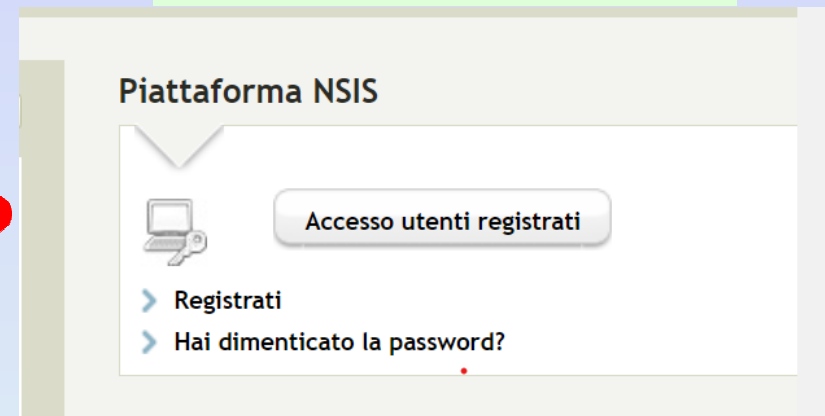 Piattaforma NSIS
Accesso utenti registrati
Registrati
Hai dimenticato la password?